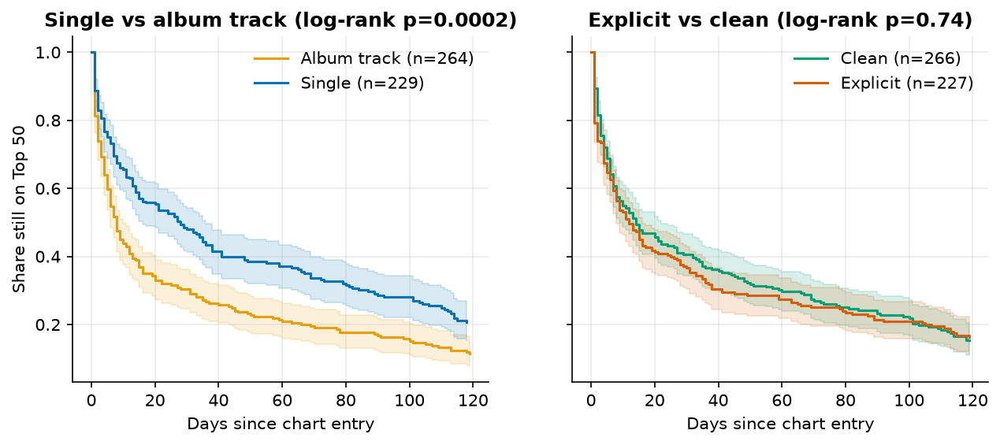 Single vs album track (log-rank p=0.0002)
Album track (n=264)
Single (n=229)
Share still on Top 50
1.0
0.8
0.6
0.4
0.2
0 20 40 60 80 100 120
Days since chart entry
Explicit vs clean (log-rank p=0.74)
Clean (n=266)
Explicit (n=227)
0 20 40 60 80 100 120
Days since chart entry